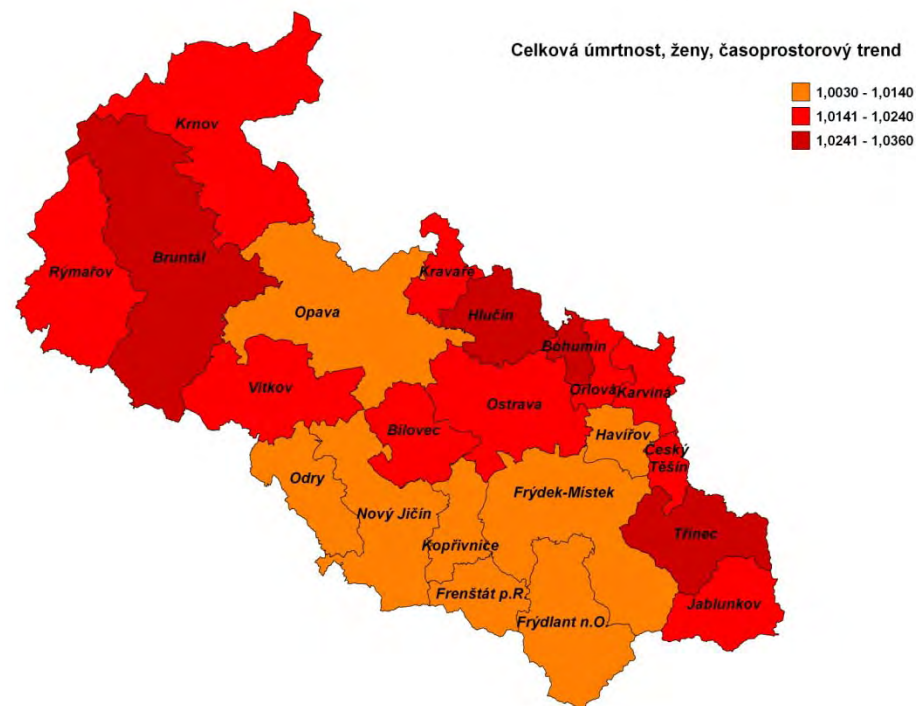 Celková úmrtnost, ženy, časoprostorový trend
1,0030 - 1,0140
1,0141 - 1,0240
1,0241 - 1,0360
Krnov
Rýmařov
Bruntál
Kravaře
Opava
Hlučín
Bohumín
Vítkov
Orlová
Karviná
Ostrava
Bílovec
Havířov
Český
Těšín
Odry
Frýdek-Místek
Nový Jičín
Třinec
Kopřivnice
Frenštát p.R.
Jablunkov
Frýdlant n.O.